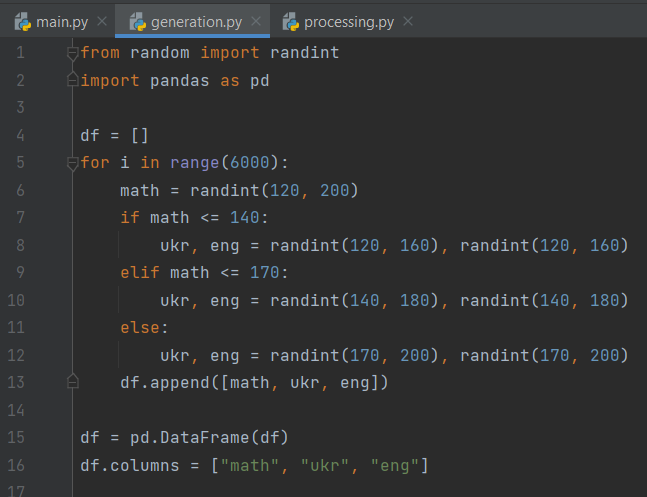 main.py generation.py processing.py
1 from random import randint
2 import pandas as pd
3
4 df = []
5 for i in range(6000):
6     math = randint(120, 200)
7     if math <= 140:
8         ukr, eng = randint(120, 160), randint(120, 160)
9     elif math <= 170:
10         ukr, eng = randint(140, 180), randint(140, 180)
11     else:
12         ukr, eng = randint(170, 200), randint(170, 200)
13     df.append([math, ukr, eng])
14
15 df = pd.DataFrame(df)
16 df.columns = ["math", "ukr", "eng"]
17